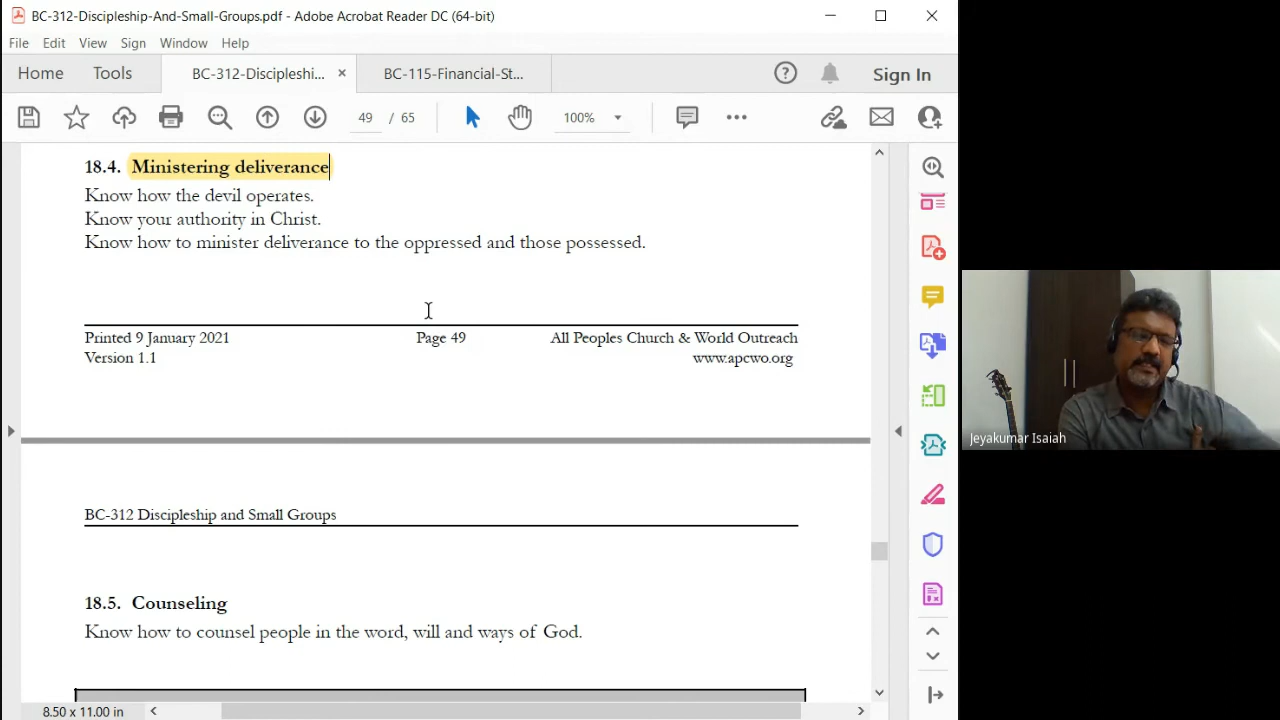 BC-312-Discipleship-And-Small-Groups.pdf - Adobe Acrobat Reader DC (64-bit)
File Edit View Sign Window Help
Home Tools BC-312-Discipleshi... × BC-115-Financial-St... Sign In
49 / 65 100%
18.4. Ministering deliverance
Know how the devil operates.
Know your authority in Christ.
Know how to minister deliverance to the oppressed and those possessed.
Printed 9 January 2021 Page 49 All Peoples Church & World Outreach
Version 1.1 www.apcwo.org
BC-312 Discipleship and Small Groups
18.5. Counseling
Know how to counsel people in the word, will and ways of God.
8.50 x 11.00 in
Jeyakumar Isaiah